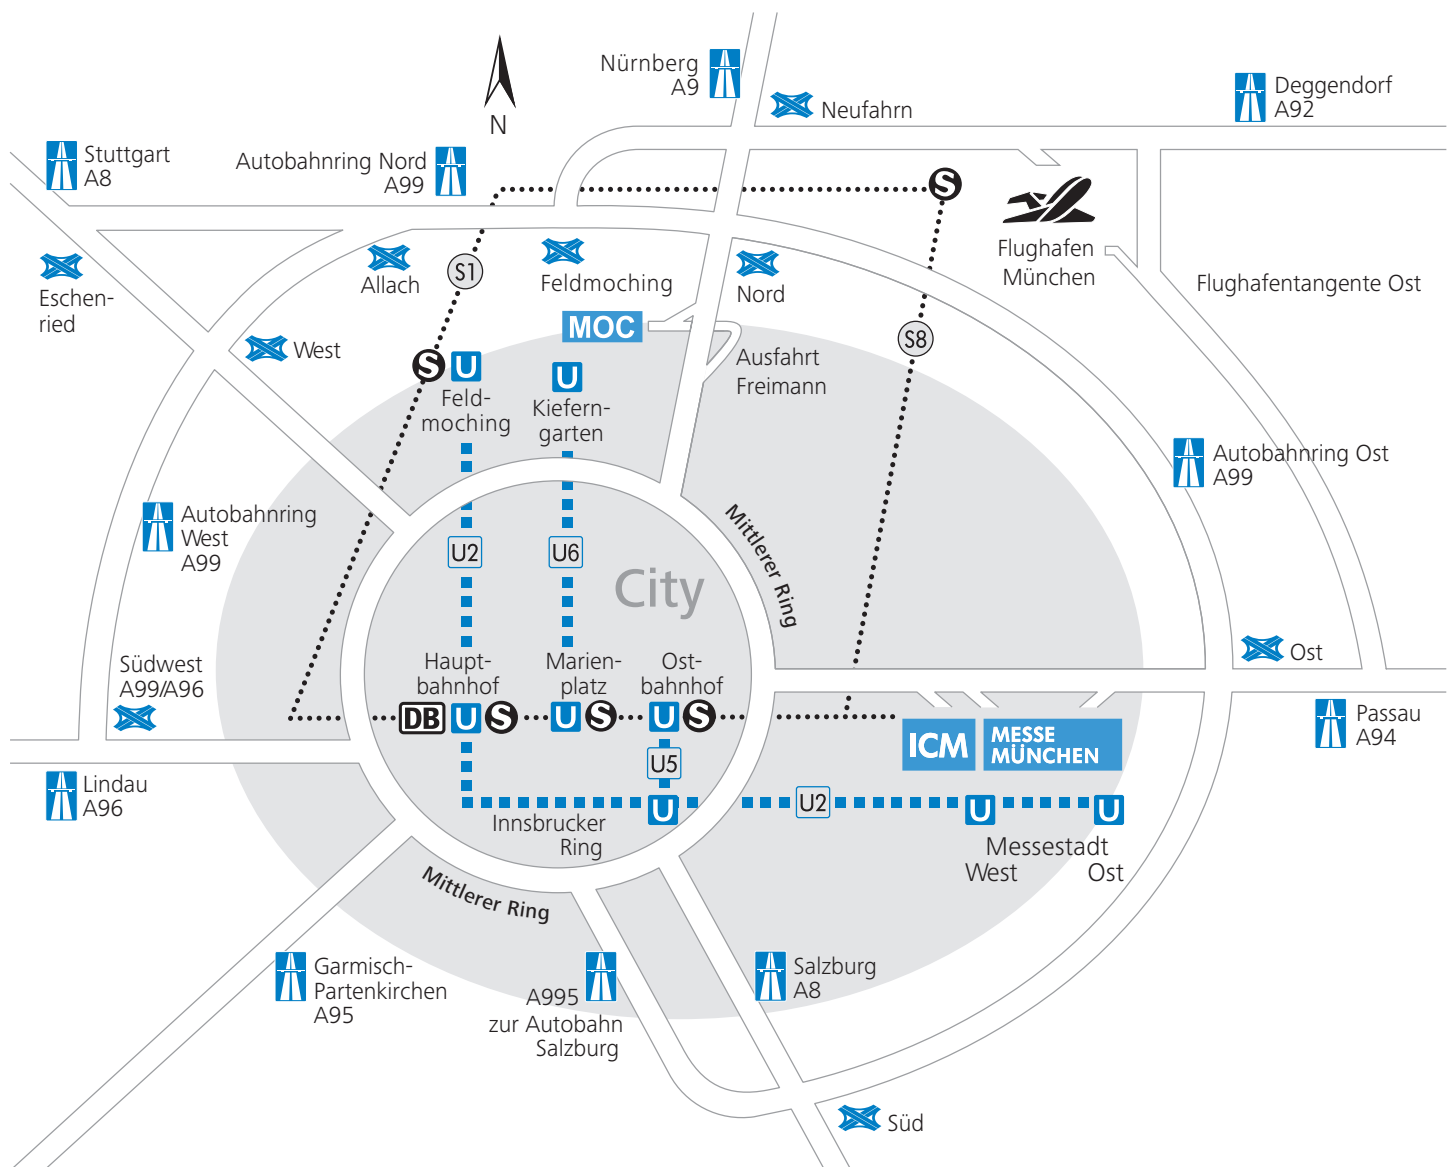 Nürnberg
A9
Neufahrn
Deggendorf
A92
N
Stuttgart
A8
Autobahnring Nord
A99
S
Flughafen
München
Eschen-
ried
Allach
S1
Feldmoching
Nord
Flughafentangente Ost
MOC
West
S8
Ausfahrt
Freimann
S
U
Feld-
moching
U
Kiefern-
garten
Autobahnring Ost
A99
Autobahnring
West
A99
Mittlerer Ring
U2
U6
City
Südwest
A99/A96
Haupt-
bahnhof
Marien-
platz
Ost-
bahnhof
Ost
DB
U
S
U
S
U
S
ICM
MESSE
MÜNCHEN
Passau
A94
U5
Lindau
A96
U
U2
U
U
Innsbrucker
Ring
Messestadt
West
Ost
Mittlerer Ring
Garmisch-
Partenkirchen
A95
A995
zur Autobahn
Salzburg
Salzburg
A8
Süd